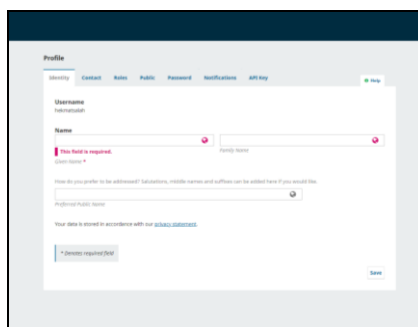 Profile
Identity Contact Roles Public Password Notifications API Key Help
Username
hekmatsaleh
Name
This field is required.
Given Name *
Family Name
How do you prefer to be addressed? Salutations, middle names and suffixes can be added here if you would like.
Preferred Public Name
Your data is stored in accordance with our privacy statement.
* Denotes required field
Save